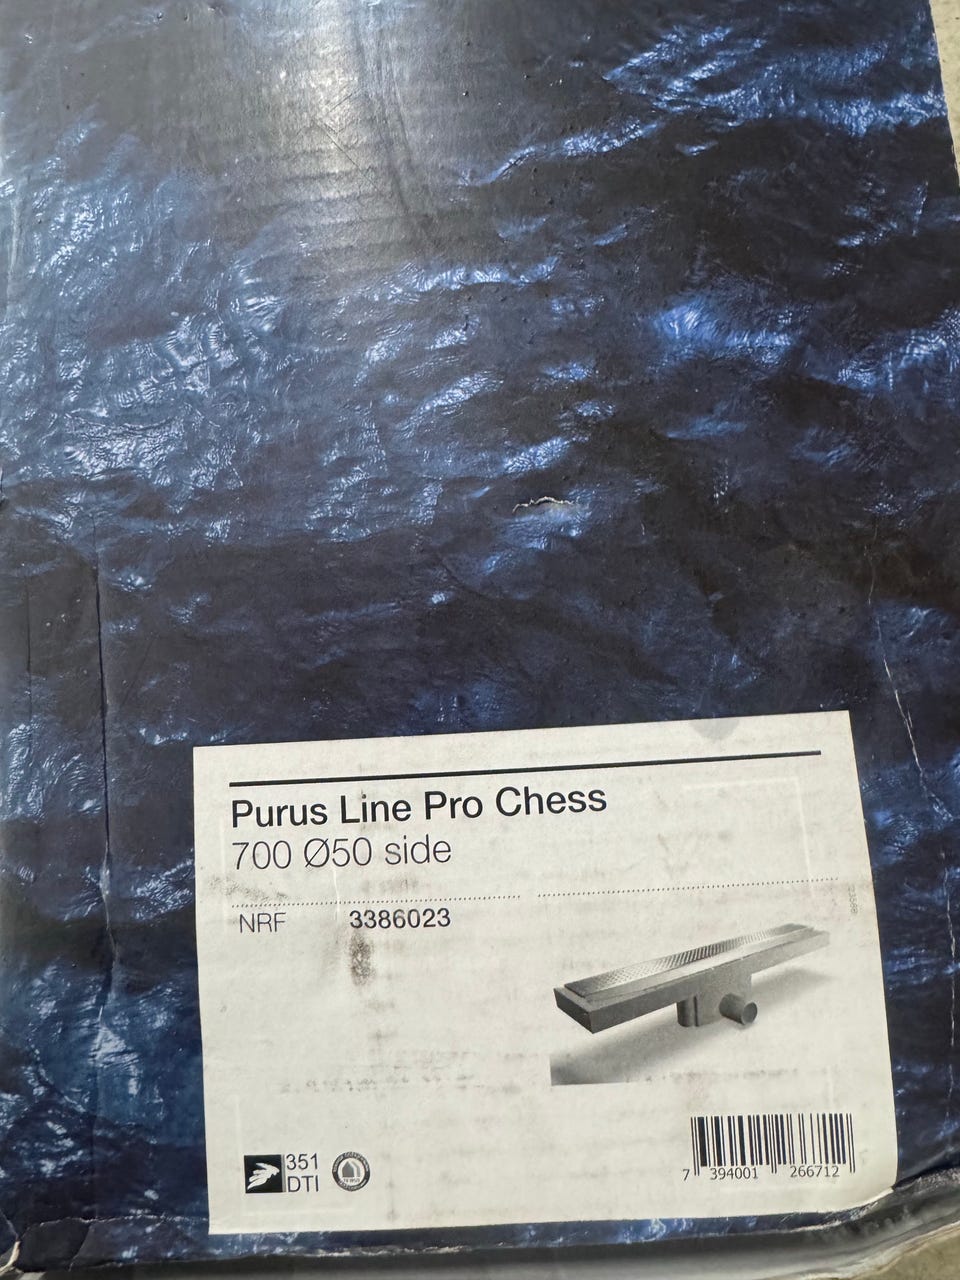 Purus Line Pro Chess
700 Ø50 side
NRF 3386023
351
DTI
7 394001 266712